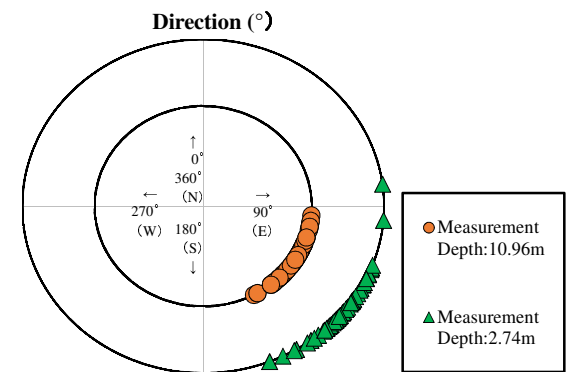 Direction (°)
↑
0°
360°
(N)
←
270°
(W)
→
90°
(E)
180°
(S)
↓
Measurement
Depth:10.96m
Measurement
Depth:2.74m